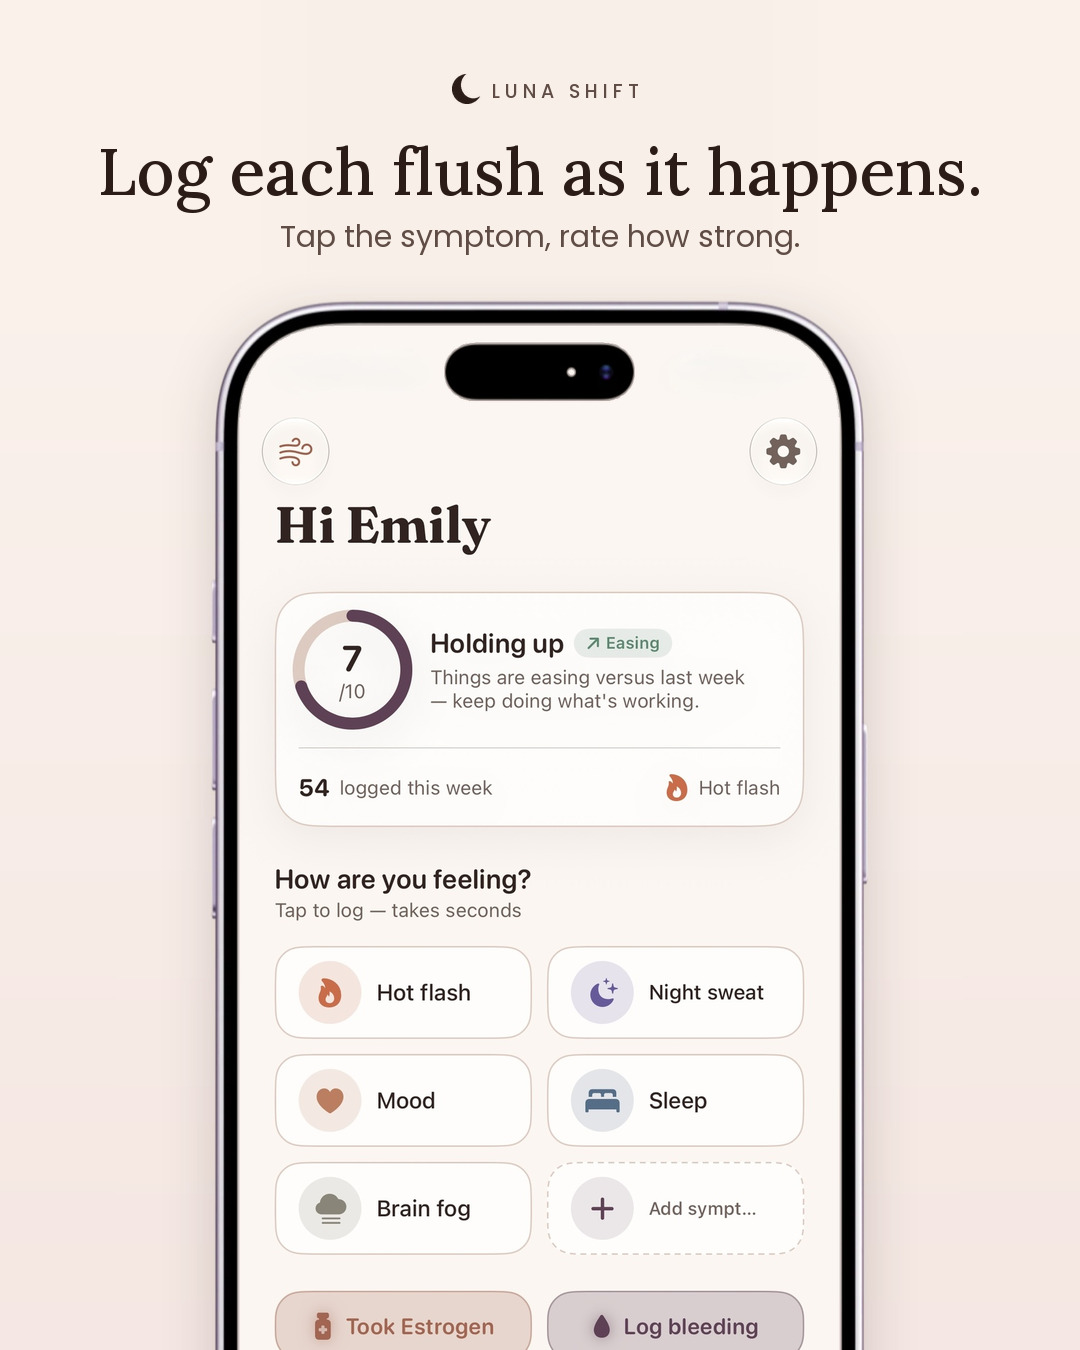 LUNA SHIFT
Log each flush as it happens.
Tap the symptom, rate how strong.
Hi Emily
7
/10
Holding up
Easing
Things are easing versus last week
— keep doing what's working.
54 logged this week
Hot flash
How are you feeling?
Tap to log — takes seconds
Hot flash
Night sweat
Mood
Sleep
Brain fog
Add sympt...
Took Estrogen
Log bleeding